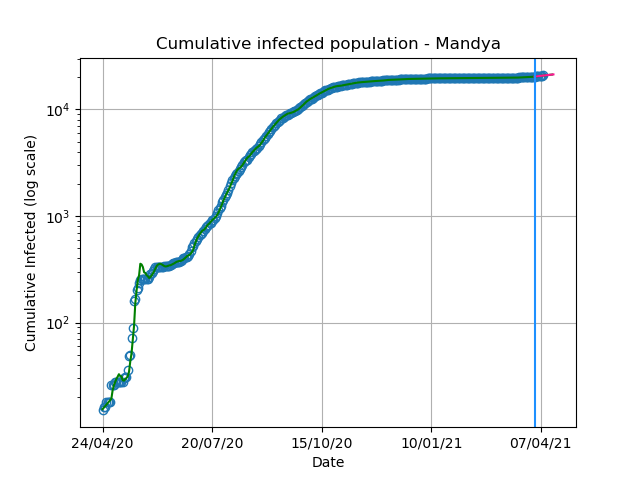 Cumulative infected population - Mandya
10⁴
10³
10²
Cumulative Infected (log scale)
24/04/20 20/07/20 15/10/20 10/01/21 07/04/21
Date